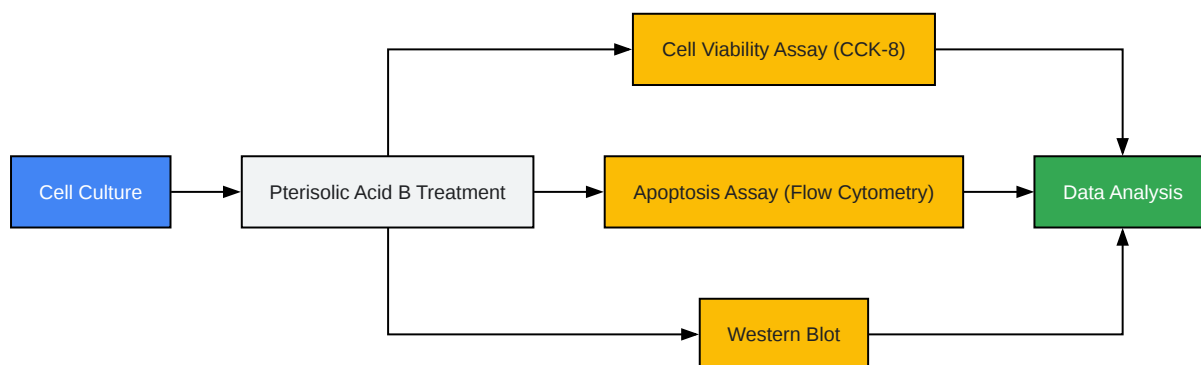 Cell Viability Assay (CCK-8)
Cell Culture
Pterisolic Acid B Treatment
Apoptosis Assay (Flow Cytometry)
Data Analysis
Western Blot